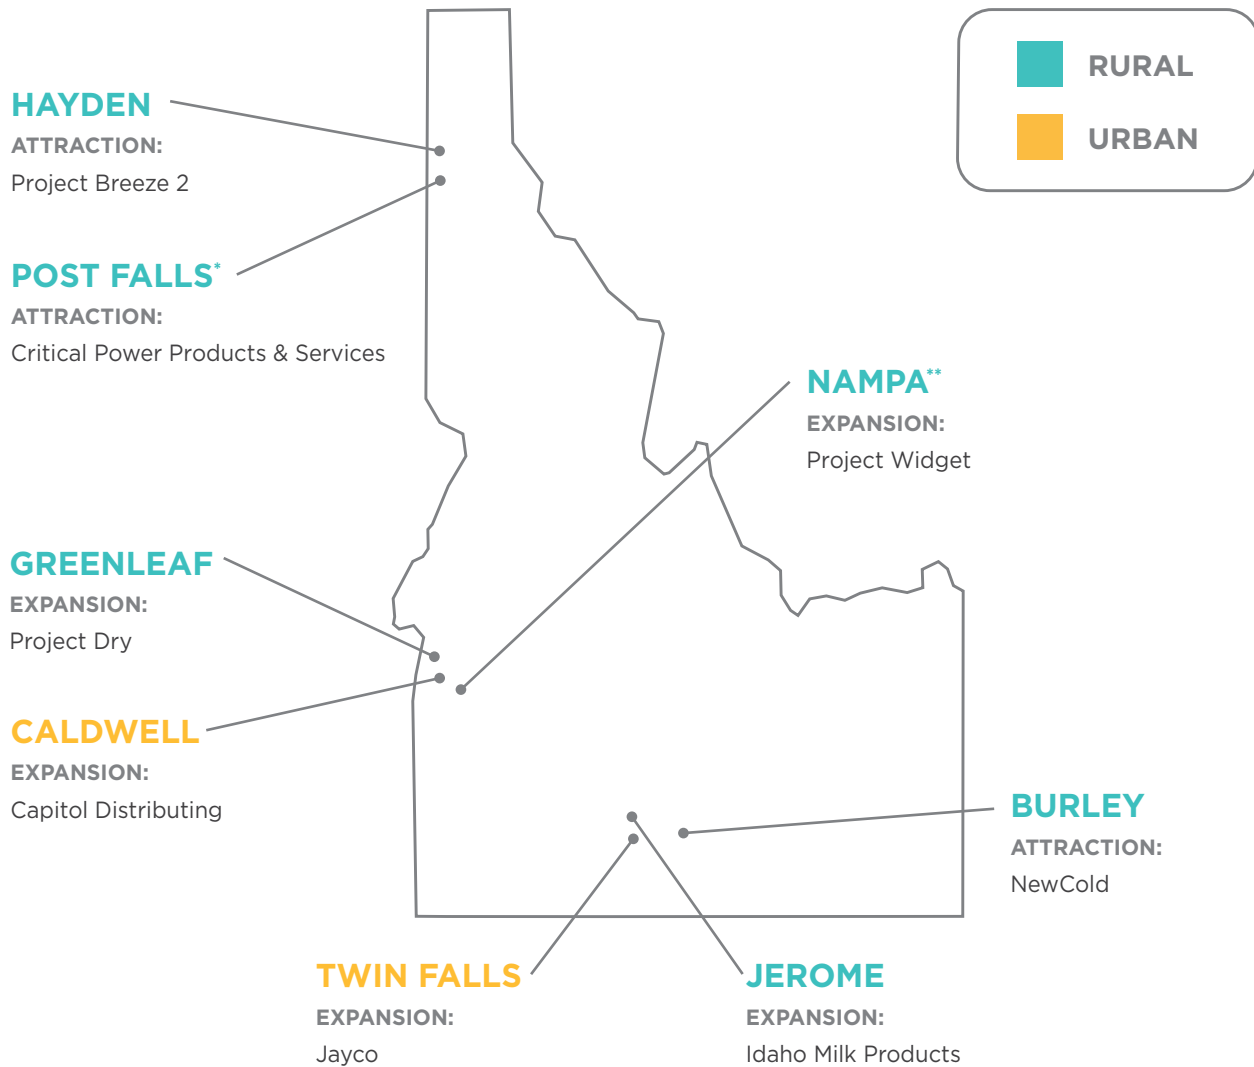 RURAL
URBAN
HAYDEN
ATTRACTION:
Project Breeze 2
POST FALLS*
ATTRACTION:
Critical Power Products & Services
NAMPA**
EXPANSION:
Project Widget
GREENLEAF
EXPANSION:
Project Dry
CALDWELL
EXPANSION:
Capitol Distributing
BURLEY
ATTRACTION:
NewCold
TWIN FALLS
EXPANSION:
Jayco
JEROME
EXPANSION:
Idaho Milk Products